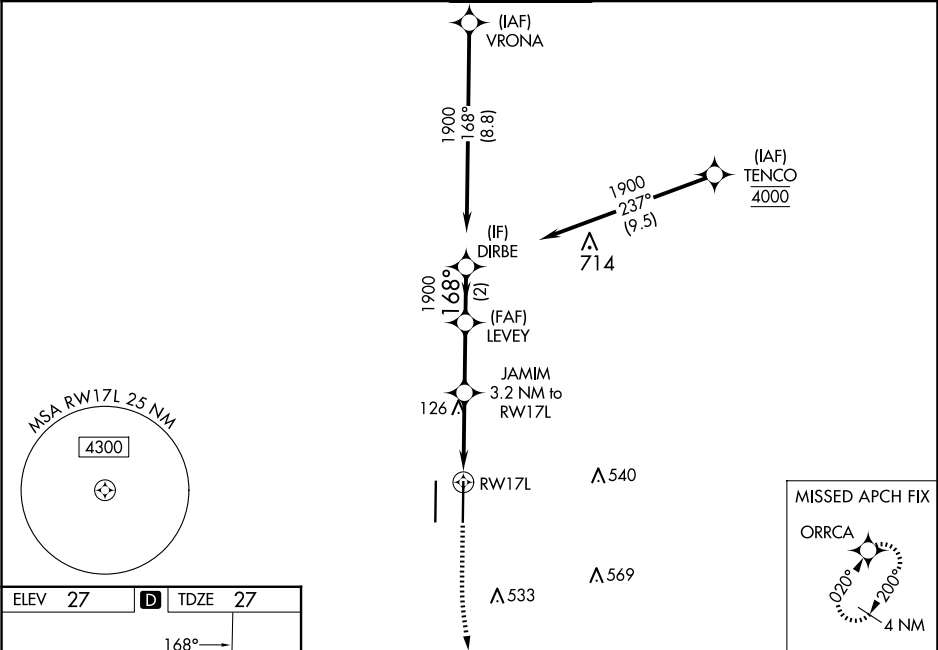 (IAF)
VRONA
1900
168°
(8.8)
(IAF)
TENCO
4000
1900
237°
(9.5)
714
(IF)
DIRBE
1900
168°
(2)
(FAF)
LEVEY
JAMIM
3.2 NM to
RW17L
126
MSA RW17L 25 NM
4300
RW17L
540
569
533
MISSED APCH FIX
ORRCA
020°
200°
4 NM
ELEV 27 D TDZE 27
168°